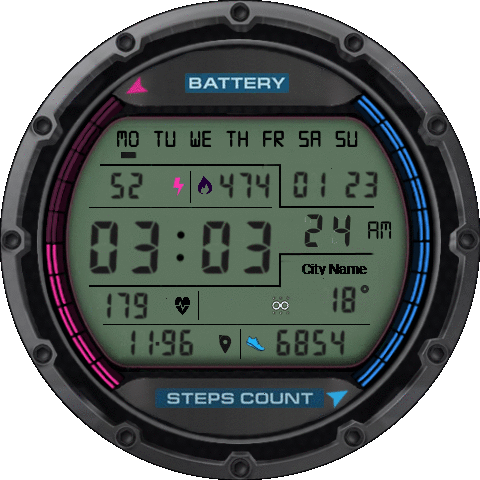 BATTERY
MO TU WE TH FR SA SU
52 474 01 23
03:03 24 AM
City Name
179 18°
11.96 6854
STEPS COUNT